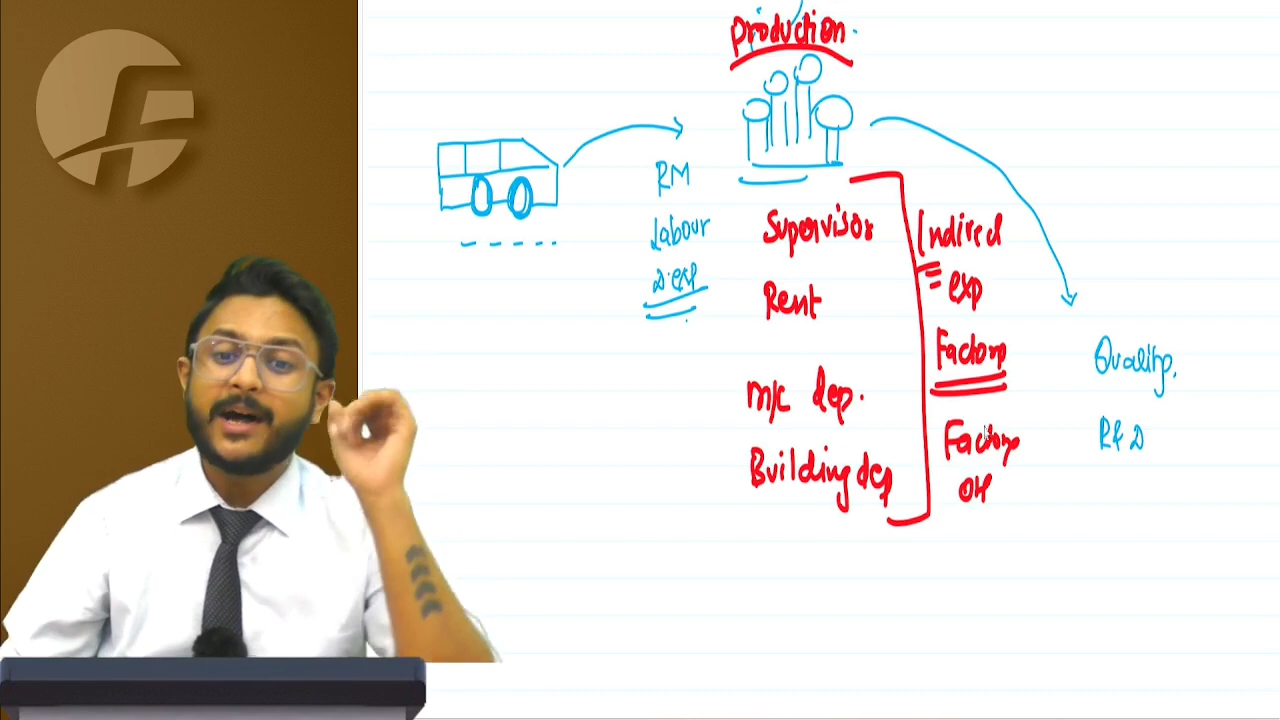 Production.
RM
Labour
D.exp
Supervisor
Rent
m/c dep.
Building dep
Indirect
exp
Factory
Factory
OH
Quality,
R&D